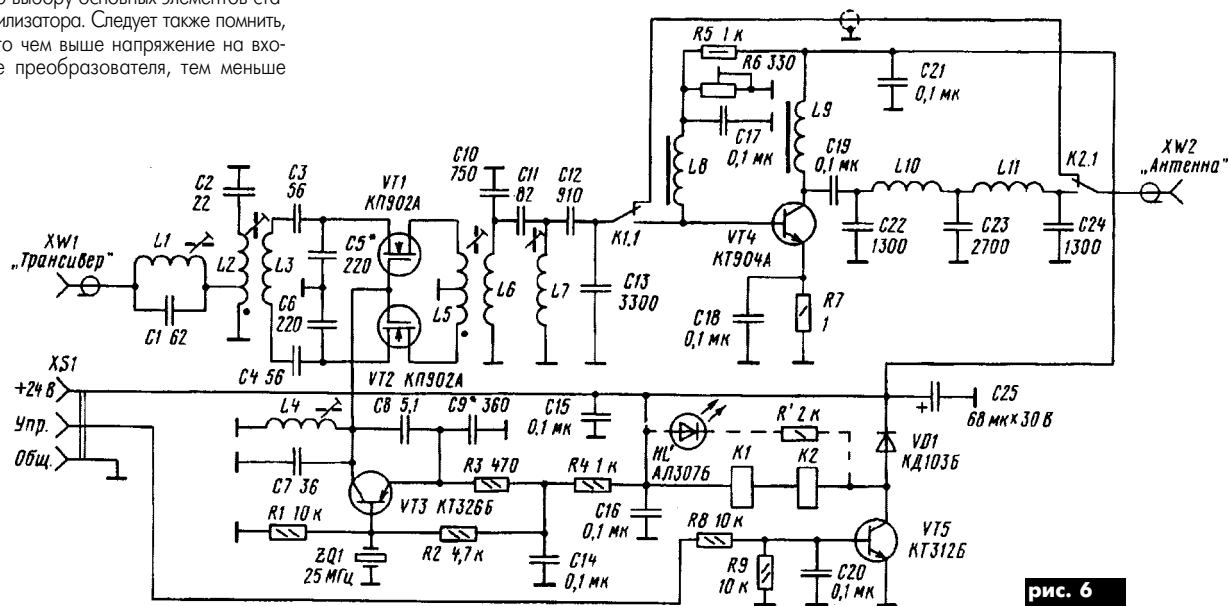 о выбору основных элементов ста-
илизатора. Следует также помнить,
то чем выше напряжение на вхо-
е преобразователя, тем меньше
R5 1 к
R6 330
C21
0,1 мк
C17
0,1 мк
L9
L8
C19
0,1 мк
L10
L11
K2.1
XW2
„Антенна"
C10
750
C11
82
C12
910
K1.1
VT4
КТ904А
C22
1300
C23
2700
C24
1300
C2
22
C3
56
VT1
КП902А
XW1
„Трансивер"
L1
L2
L3
C5*
220
C6
220
L5
L6
L7
C13
3300
C18
0,1 мк
R7
1
C1 62
C4 56
VT2 КП902А
XS1
+24 В
Упр.
Общ.
L4
C8 5,1
C9* 360
C15
0,1 мк
HL'
АЛ307Б
R' 2 к
C25
68 мк×30 В
VD1
КД103Б
K1
K2
C7 36
R3 470
R4 1 к
VT3 КТ326Б
C16
0,1 мк
R1 10 к
R2 4,7 к
R8 10 к
VT5
КТ312Б
ZQ1
25 МГц
C14
0,1 мк
R9
10 к
C20
0,1 мк
рис. 6